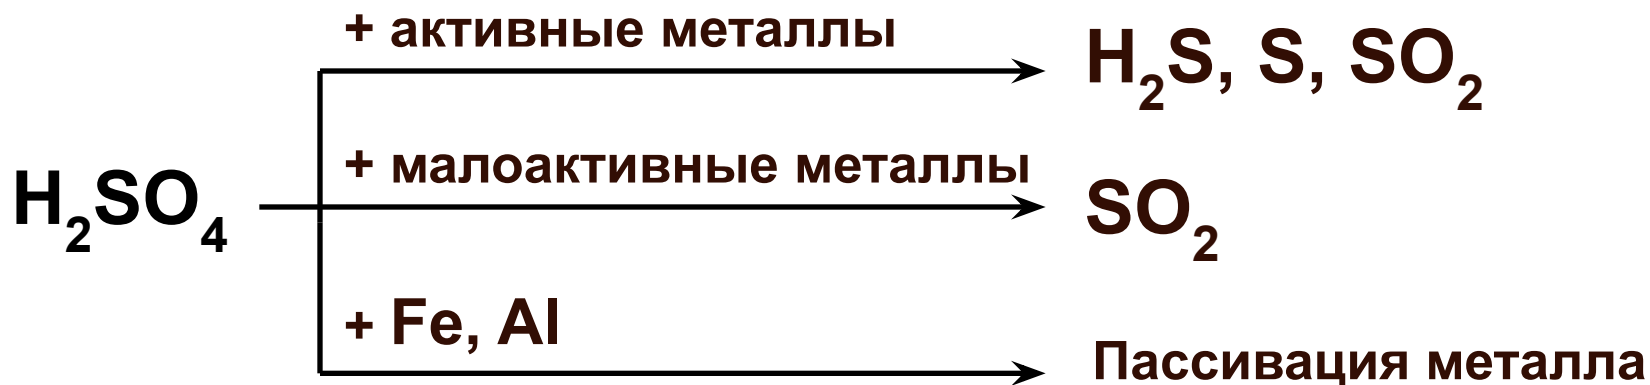 + активные металлы
H₂S, S, SO₂
+ малоактивные металлы
H₂SO₄
SO₂
+ Fe, Al
Пассивация металла